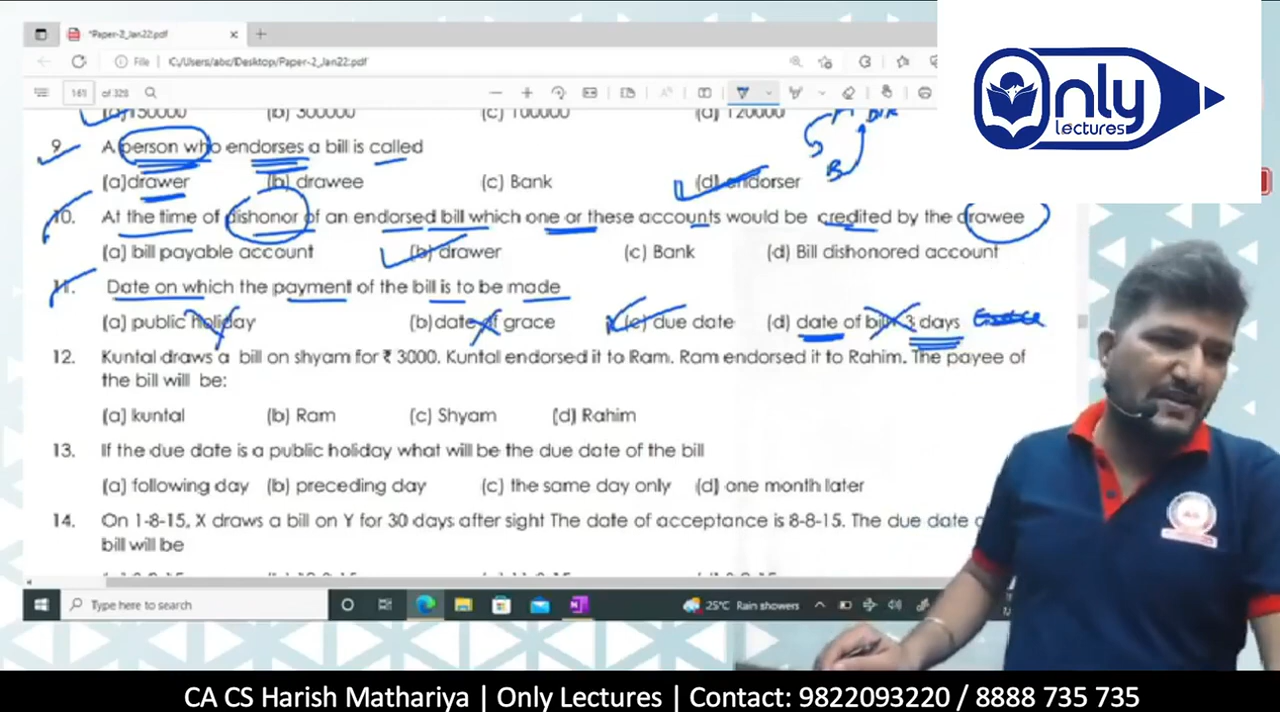 *Paper-2_Jan22.pdf
File | C:/Users/abc/Desktop/Paper-2_Jan22.pdf
161 of 328
Only
Lectures
(a) 150000 (b) 300000 (c) 100000 (d) 120000
9. A person who endorses a bill is called
(a) drawer (b) drawee (c) Bank (d) endorser
B
10. At the time of dishonor of an endorsed bill which one or these accounts would be credited by the drawee
(a) bill payable account (b) drawer (c) Bank (d) Bill dishonored account
11. Date on which the payment of the bill is to be made
(a) public holiday (b) date of grace (c) due date (d) date of bill+ 3 days
12. Kuntal draws a bill on shyam for ₹ 3000. Kuntal endorsed it to Ram. Ram endorsed it to Rahim. The payee of
the bill will be:
(a) kuntal (b) Ram (c) Shyam (d) Rahim
13. If the due date is a public holiday what will be the due date of the bill
(a) following day (b) preceding day (c) the same day only (d) one month later
14. On 1-8-15, X draws a bill on Y for 30 days after sight The date of acceptance is 8-8-15. The due date
bill will be
Type here to search
25°C Rain showers
CA CS Harish Mathariya | Only Lectures | Contact: 9822093220 / 8888 735 735